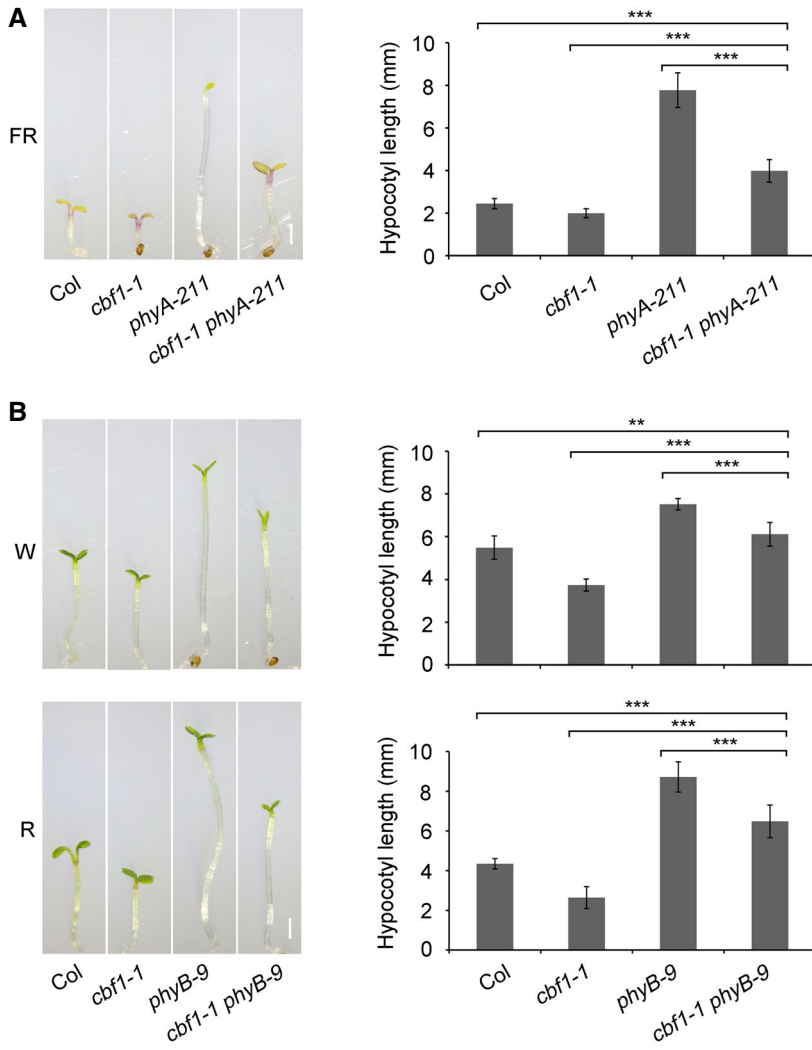 A
FR
Col
cbf1-1
phyA-211
cbf1-1 phyA-211
***
***
***
Hypocotyl length (mm)
10
8
6
4
2
0
Col
cbf1-1
phyA-211
cbf1-1 phyA-211
B
W
**
***
***
Hypocotyl length (mm)
10
8
6
4
2
0
R
Col
cbf1-1
phyB-9
cbf1-1 phyB-9
***
***
***
Hypocotyl length (mm)
10
8
6
4
2
0
Col
cbf1-1
phyB-9
cbf1-1 phyB-9